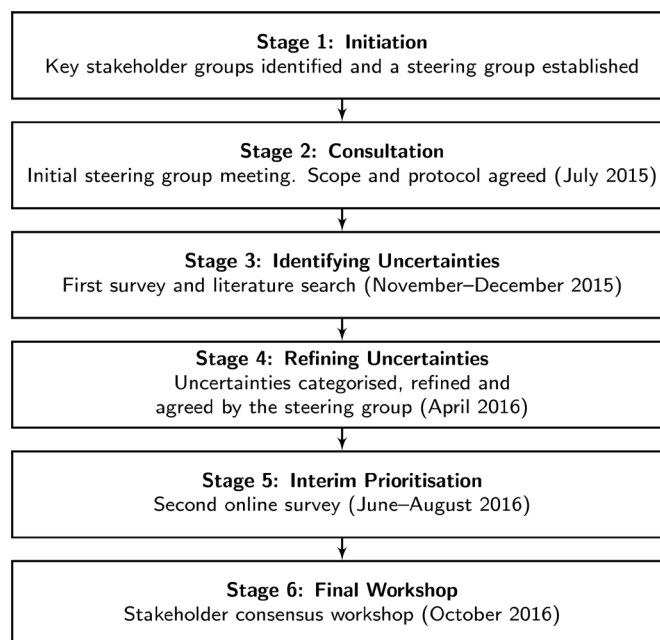 Stage 1: Initiation
Key stakeholder groups identified and a steering group established
Stage 2: Consultation
Initial steering group meeting. Scope and protocol agreed (July 2015)
Stage 3: Identifying Uncertainties
First survey and literature search (November–December 2015)
Stage 4: Refining Uncertainties
Uncertainties categorised, refined and
agreed by the steering group (April 2016)
Stage 5: Interim Prioritisation
Second online survey (June–August 2016)
Stage 6: Final Workshop
Stakeholder consensus workshop (October 2016)